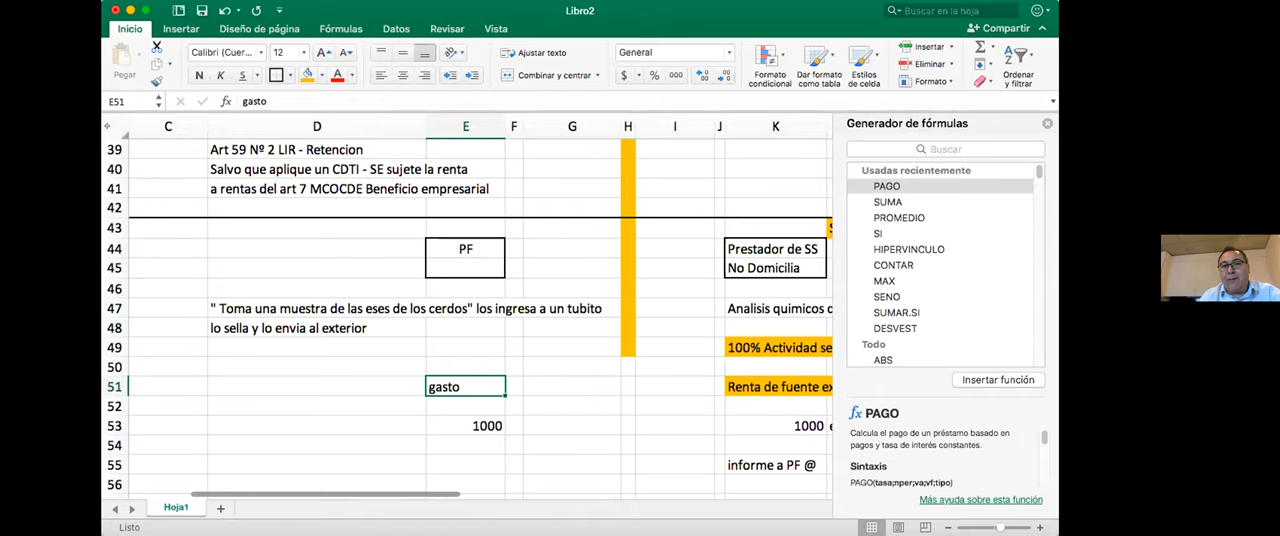 Libro2
Buscar en la hoja
Inicio Insertar Diseño de página Fórmulas Datos Revisar Vista Compartir
Pegar Calibri (Cuer... 12 A A Ajustar texto General Formato condicional Dar formato como tabla Estilos de celda Insertar Eliminar Formato Ordenar y filtrar
N K S A Combinar y centrar $ % 000
E51 fx gasto
C D E F G H I J K
39 Art 59 Nº 2 LIR - Retencion
40 Salvo que aplique un CDTI - SE sujete la renta
41 a rentas del art 7 MCOCDE Beneficio empresarial
42
43
44 PF Prestador de SS
45 No Domicilia
46
47 " Toma una muestra de las eses de los cerdos" los ingresa a un tubito Analisis quimicos
48 lo sella y lo envia al exterior
49 100% Actividad se
50
51 gasto Renta de fuente ex
52
53 1000 1000 e
54
55 informe a PF @
56
Hoja1
Listo
Generador de fórmulas
Buscar
Usadas recientemente
PAGO
SUMA
PROMEDIO
SI
HIPERVINCULO
CONTAR
MAX
SENO
SUMAR.SI
DESVEST
Todo
ABS
Insertar función
fx PAGO
Calcula el pago de un préstamo basado en
pagos y tasa de interés constantes.
Sintaxis
PAGO(tasa;nper;va;vf;tipo)
Más ayuda sobre esta función